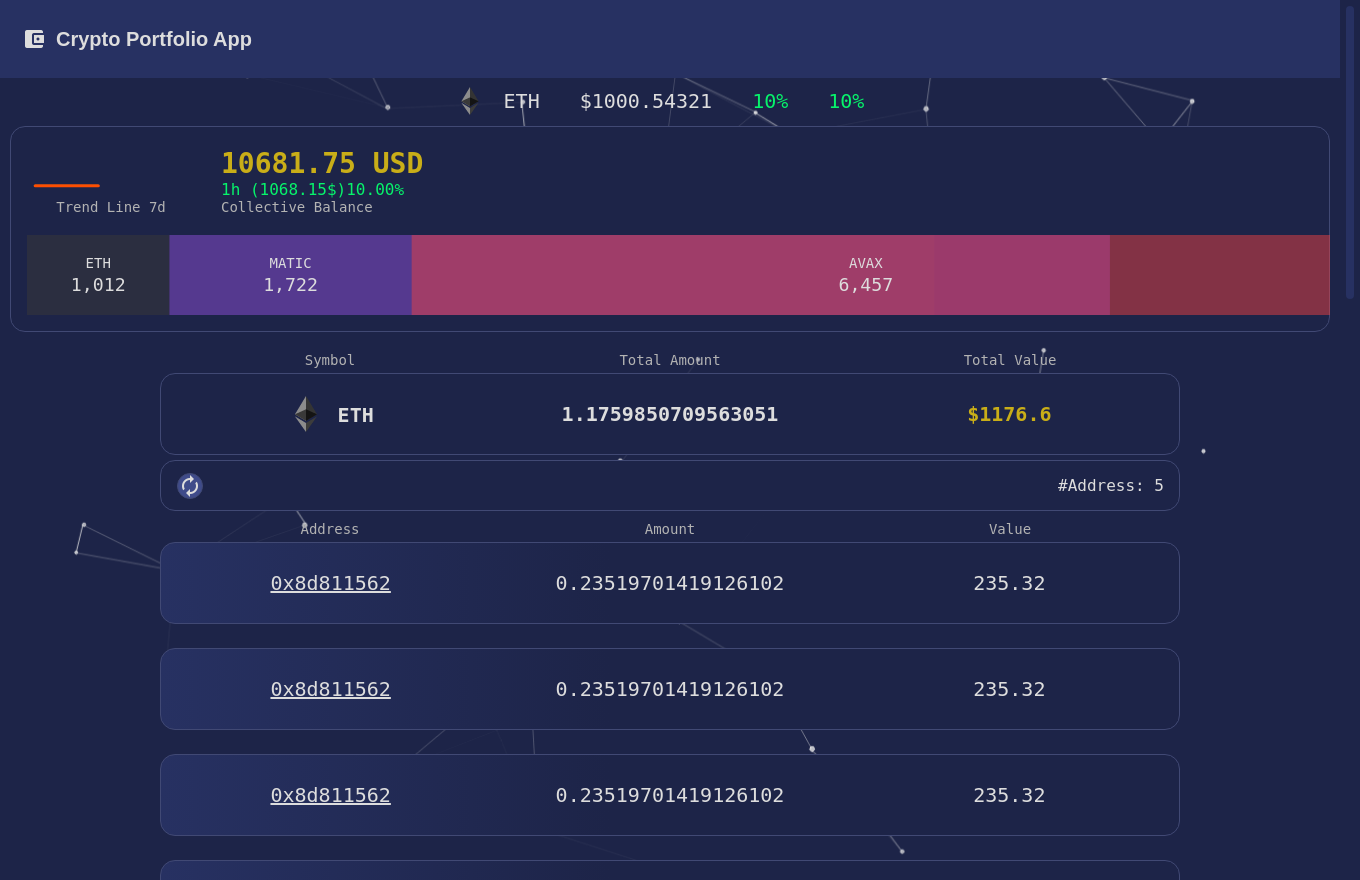 Crypto Portfolio App
ETH $1000.54321 10% 10%
10681.75 USD
1h (1068.15$)10.00%
Trend Line 7d Collective Balance
ETH MATIC AVAX
1,012 1,722 6,457
Symbol Total Amount Total Value
ETH 1.1759850709563051 $1176.6
#Address: 5
Address Amount Value
0x8d811562 0.23519701419126102 235.32
0x8d811562 0.23519701419126102 235.32
0x8d811562 0.23519701419126102 235.32